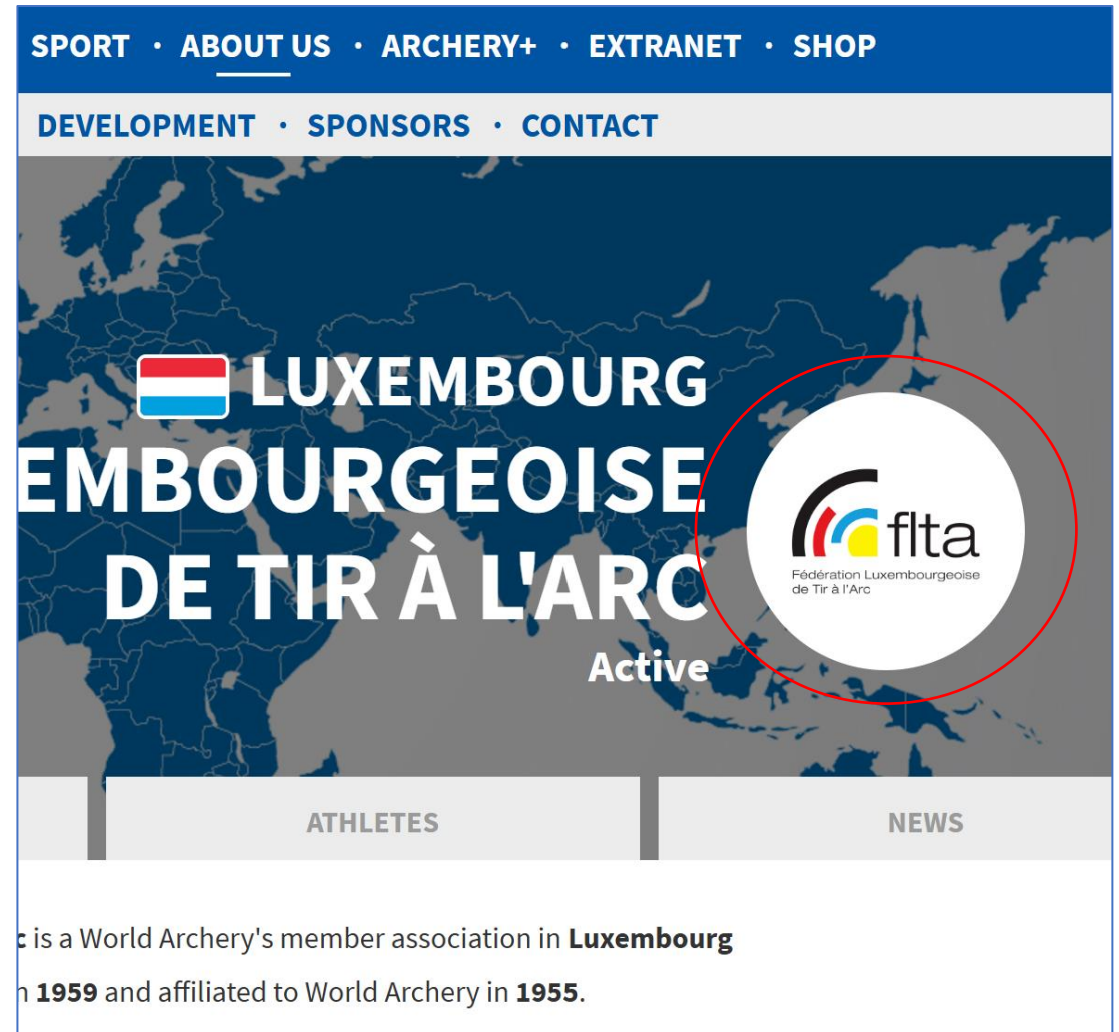 SPORT · ABOUT US · ARCHERY+ · EXTRANET · SHOP
DEVELOPMENT · SPONSORS · CONTACT
LUXEMBOURG
EMBOURGEOISE
DE TIR À L'ARC
Active
flta
Fédération Luxembourgeoise
de Tir à l'Arc
ATHLETES
NEWS
c is a World Archery's member association in Luxembourg
n 1959 and affiliated to World Archery in 1955.